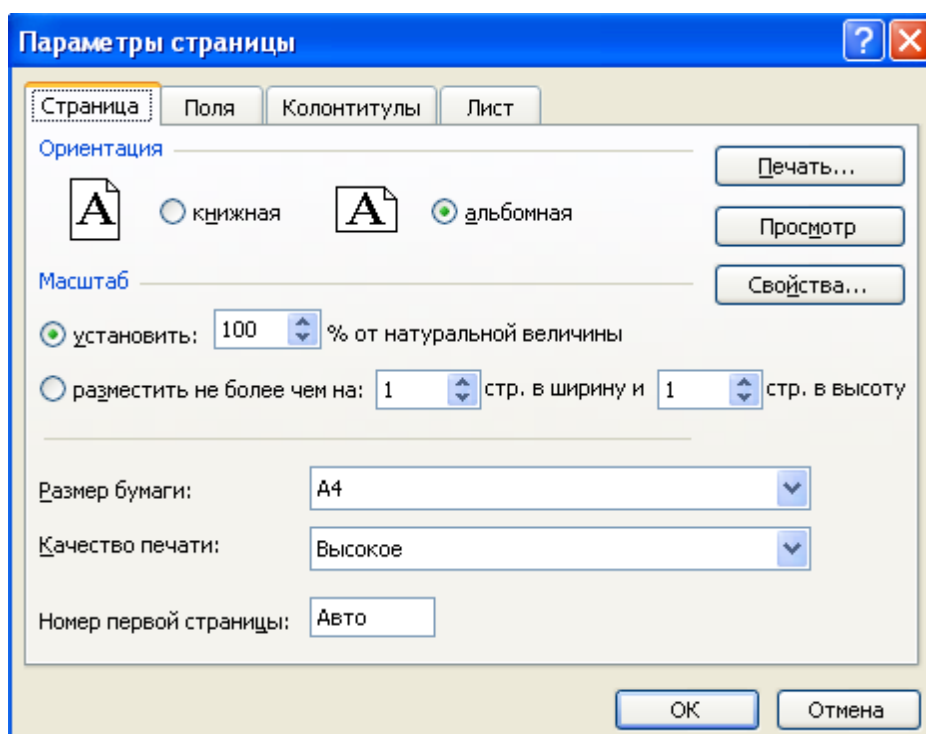 Параметры страницы
Страница Поля Колонтитулы Лист
Ориентация
Печать...
A книжная A альбомная
Просмотр
Масштаб
Свойства...
установить: 100 % от натуральной величины
разместить не более чем на: 1 стр. в ширину и 1 стр. в высоту
Размер бумаги: A4
Качество печати: Высокое
Номер первой страницы: Авто
ОК Отмена